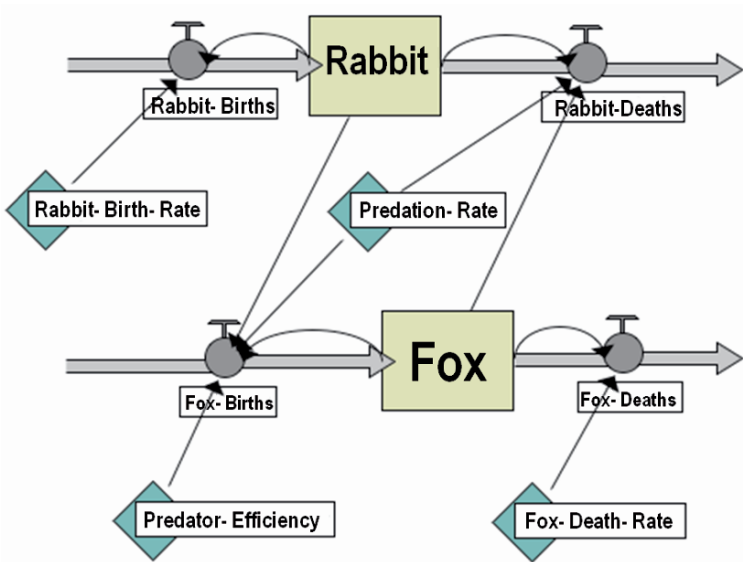 Rabbit
Rabbit- Births
Rabbit-Deaths
Rabbit- Birth- Rate
Predation- Rate
Fox
Fox- Births
Fox- Deaths
Predator- Efficiency
Fox- Death- Rate